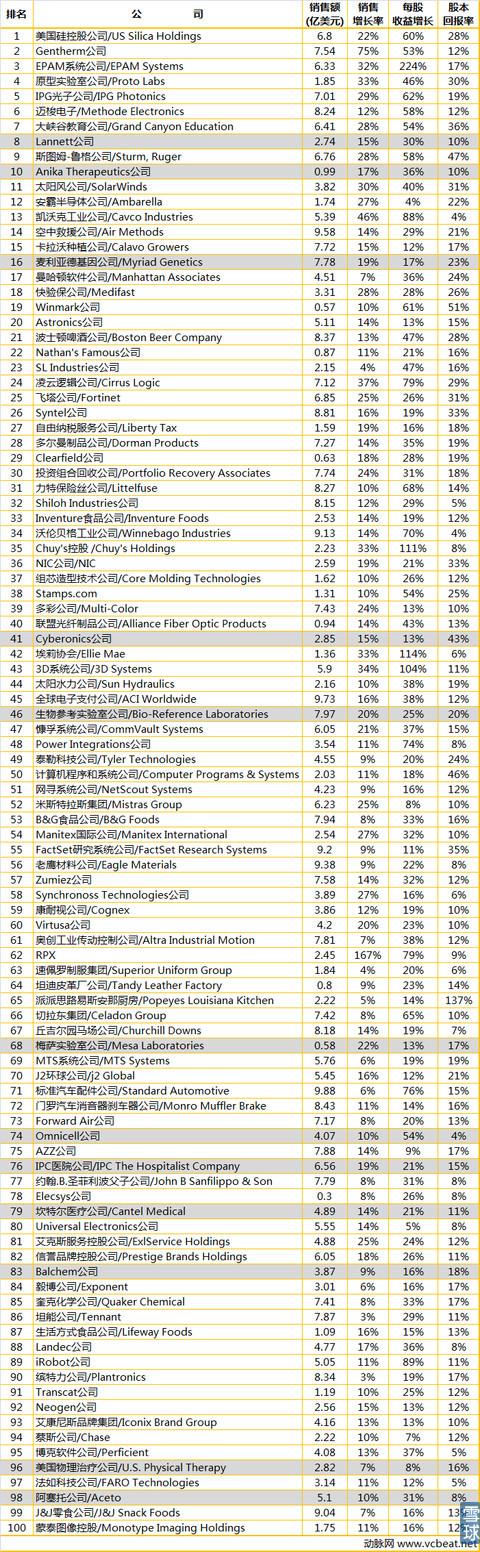 排名 公 司 销售额(亿美元) 销售增长率 每股收益增长 股本回报率
1 美国硅控股公司/US Silica Holdings 6.8 22% 60% 28%
2 Gentherm公司 7.54 75% 53% 12%
3 EPAM系统公司/EPAM Systems 6.33 32% 224% 17%
4 原型实验室公司/Proto Labs 1.85 33% 46% 30%
5 IPG光子公司/IPG Photonics 7.01 29% 62% 19%
6 迈梭电子/Methode Electronics 8.24 12% 58% 12%
7 大峡谷教育公司/Grand Canyon Education 6.41 28% 54% 36%
8 Lannett公司 2.74 15% 30% 10%
9 斯图姆-鲁格公司/Sturm, Ruger 6.76 28% 58% 47%
10 Anika Therapeutics公司 0.99 17% 36% 10%
11 太阳风公司/SolarWinds 3.82 30% 40% 31%
12 安霸半导体公司/Ambarella 1.74 27% 4% 22%
13 凯沃克工业公司/Cavco Industries 5.39 46% 88% 4%
14 空中救援公司/Air Methods 9.58 14% 29% 21%
15 卡拉沃种植公司/Calavo Growers 7.72 15% 12% 17%
16 麦利亚德基因公司/Myriad Genetics 7.78 19% 17% 23%
17 曼哈顿软件公司/Manhattan Associates 4.51 7% 36% 24%
18 快验保公司/Medifast 3.31 28% 28% 26%
19 Winmark公司 0.57 10% 61% 51%
20 Astronics公司 5.11 14% 13% 15%
21 波士顿啤酒公司/Boston Beer Company 8.37 13% 47% 28%
22 Nathan's Famous公司 0.87 11% 21% 16%
23 SL Industries公司 2.15 4% 47% 16%
24 凌云逻辑公司/Cirrus Logic 7.12 37% 79% 29%
25 飞塔公司/Fortinet 6.85 25% 26% 31%
26 Syntel公司 8.81 16% 19% 33%
27 自由纳税服务公司/Liberty Tax 1.59 19% 16% 18%
28 多尔曼制品公司/Dorman Products 7.27 14% 35% 19%
29 Clearfield公司 0.63 18% 28% 19%
30 投资组合回收公司/Portfolio Recovery Associates 7.74 24% 31% 18%
31 力特保险丝公司/Littelfuse 8.27 10% 68% 14%
32 Shiloh Industries公司 8.15 12% 29% 5%
33 Inventure食品公司/Inventure Foods 2.53 14% 19% 12%
34 沃伦贝格工业公司/Winnebago Industries 9.13 14% 70% 4%
35 Chuy's控股 /Chuy's Holdings 2.23 33% 111% 8%
36 NIC公司/NIC 2.59 19% 21% 33%
37 组芯造型技术公司/Core Molding Technologies 1.62 10% 26% 12%
38 Stamps.com 1.31 10% 54% 25%
39 多彩公司/Multi-Color 7.43 24% 13% 10%
40 联盟光纤制品公司/Alliance Fiber Optic Products 0.94 14% 43% 13%
41 Cyberonics公司 2.85 15% 13% 43%
42 埃莉协会/Ellie Mae 1.36 33% 114% 6%
43 3D系统公司/3D Systems 5.9 34% 104% 11%
44 太阳水力公司/Sun Hydraulics 2.16 10% 38% 19%
45 全球电子支付公司/ACI Worldwide 9.73 16% 38% 12%
46 生物参考实验室公司/Bio-Reference Laboratories 7.97 20% 25% 20%
47 慷孚系统公司/CommVault Systems 6.05 21% 37% 15%
48 Power Integrations公司 3.54 11% 74% 8%
49 泰勒科技公司/Tyler Technologies 4.55 9% 20% 24%
50 计算机程序和系统公司/Computer Programs & Systems 2.03 11% 18% 46%
51 网寻系统公司/NetScout Systems 4.23 9% 16% 12%
52 米斯特拉斯集团/Mistras Group 6.23 25% 8% 10%
53 B&G食品公司/B&G Foods 7.94 8% 33% 16%
54 Manitex国际公司/Manitex International 2.54 27% 32% 10%
55 FactSet研究系统公司/FactSet Research Systems 9.2 9% 11% 35%
56 老鹰材料公司/Eagle Materials 9.38 9% 22% 8%
57 Zumiez公司 7.58 14% 32% 12%
58 Synchronoss Technologies公司 3.89 27% 16% 6%
59 康耐视公司/Cognex 3.86 12% 19% 10%
60 Virtusa公司 4.2 20% 23% 10%
61 奥创工业传动控制公司/Altra Industrial Motion 7.81 7% 38% 12%
62 RPX 2.45 167% 79% 9%
63 速佩罗制服集团/Superior Uniform Group 1.84 4% 20% 6%
64 坦迪皮革厂公司/Tandy Leather Factory 0.8 9% 23% 14%
65 派派思路易斯安那厨房/Popeyes Louisiana Kitchen 2.22 5% 14% 137%
66 切拉东集团/Celadon Group 7.42 8% 65% 10%
67 丘吉尔园马场公司/Churchill Downs 8.18 14% 19% 7%
68 梅萨实验室公司/Mesa Laboratories 0.58 22% 13% 17%
69 MTS系统公司/MTS Systems 5.76 6% 19% 19%
70 J2环球公司/j2 Global 5.45 16% 12% 21%
71 标准汽车配件公司/Standard Automotive 9.88 6% 76% 15%
72 门罗汽车消音器刹车器公司/Monro Muffler Brake 8.43 11% 14% 16%
73 Forward Air公司 7.17 8% 20% 13%
74 Omnicell公司 4.07 10% 54% 4%
75 AZZ公司 7.88 14% 9% 17%
76 IPC医院公司/IPC The Hospitalist Company 6.56 19% 21% 15%
77 约翰.B.圣菲利波父子公司/John B Sanfilippo & Son 7.79 8% 31% 8%
78 Elecsys公司 0.3 8% 26% 8%
79 坎特尔医疗公司/Cantel Medical 4.89 14% 21% 11%
80 Universal Electronics公司 5.55 14% 5% 8%
81 艾克斯服务控股公司/ExlService Holdings 4.88 25% 24% 12%
82 信誉品牌控股公司/Prestige Brands Holdings 6.05 18% 26% 11%
83 Balchem公司 3.87 9% 16% 18%
84 毅博公司/Exponent 3.01 6% 16% 17%
85 奎克化学公司/Quaker Chemical 7.41 8% 33% 17%
86 坦能公司/Tennant 7.87 3% 29% 11%
87 生活方式食品公司/Lifeway Foods 1.09 16% 15% 13%
88 Landec公司 4.77 17% 36% 8%
89 iRobot公司 5.05 11% 89% 11%
90 缤特力公司/Plantronics 8.34 3% 19% 17%
91 Transcat公司 1.19 10% 25% 12%
92 Neogen公司 2.56 15% 13% 12%
93 艾康尼斯品牌集团/Iconix Brand Group 4.16 13% 13% 10%
94 蔡斯公司/Chase 2.22 10% 7% 12%
95 博克软件公司/Perficient 4.08 13% 37% 5%
96 美国物理治疗公司/U.S. Physical Therapy 2.82 7% 8% 16%
97 法如科技公司/FARO Technologies 3.14 11% 12% 5%
98 阿塞托公司/Aceto 5.1 10% 31% 8%
99 J&J零食公司/J&J Snack Foods 9.04 7% 16% 13%
100 蒙泰图像控股/Monotype Imaging Holdings 1.75 11% 16% 12%
动脉网 www.vcbeat.net
雪球